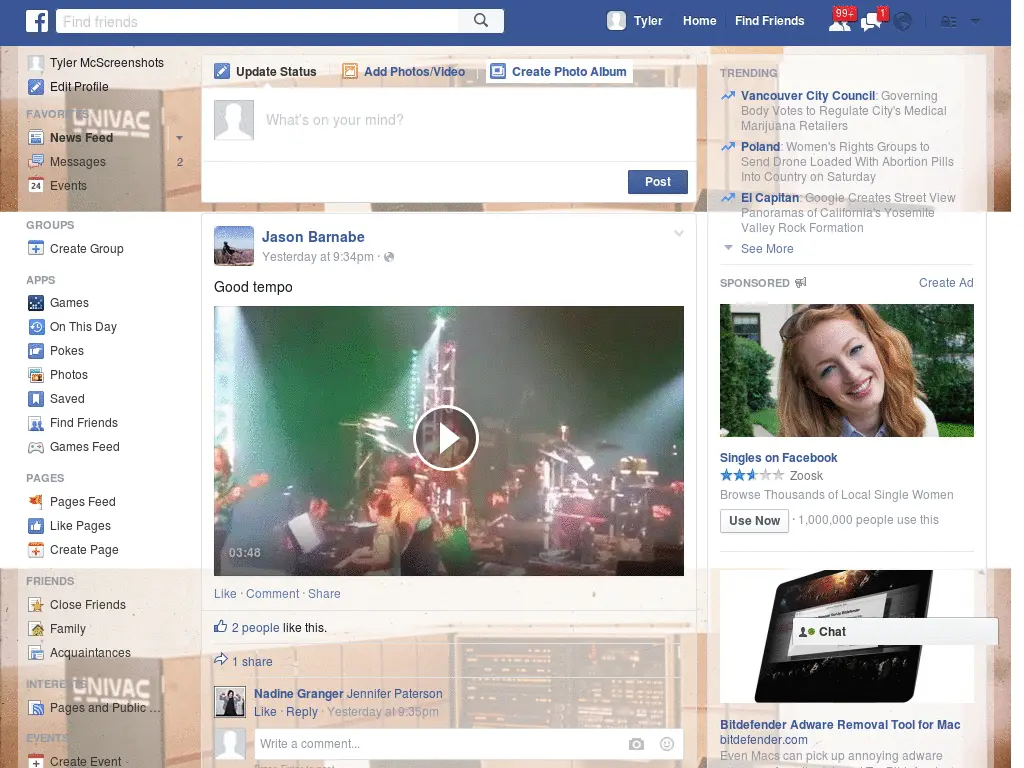 f
Find friends
Tyler
Home
Find Friends
99+
1
Tyler McScreenshots
Edit Profile
FAVORITES
UNIVAC
News Feed
Messages
2
24
Events
GROUPS
Create Group
APPS
Games
On This Day
Pokes
Photos
Saved
Find Friends
Games Feed
PAGES
Pages Feed
Like Pages
Create Page
FRIENDS
Close Friends
Family
Acquaintances
INTERESTS
UNIVAC
Pages and Public ...
EVENTS
Create Event
Update Status
Add Photos/Video
Create Photo Album
What's on your mind?
Post
Jason Barnabe
Yesterday at 9:34pm ·
Good tempo
03:48
Like · Comment · Share
2 people like this.
1 share
Nadine Granger Jennifer Paterson
Like · Reply · Yesterday at 9:35pm
Write a comment...
Press Enter to post.
TRENDING
Vancouver City Council: Governing
Body Votes to Regulate City's Medical
Marijuana Retailers
Poland: Women's Rights Groups to
Send Drone Loaded With Abortion Pills
Into Country on Saturday
El Capitan: Google Creates Street View
Panoramas of California's Yosemite
Valley Rock Formation
See More
SPONSORED
Create Ad
Singles on Facebook
Zoosk
Browse Thousands of Local Single Women
Use Now
· 1,000,000 people use this
Chat
Bitdefender Adware Removal Tool for Mac
bitdefender.com
Even Macs can pick up annoying adware